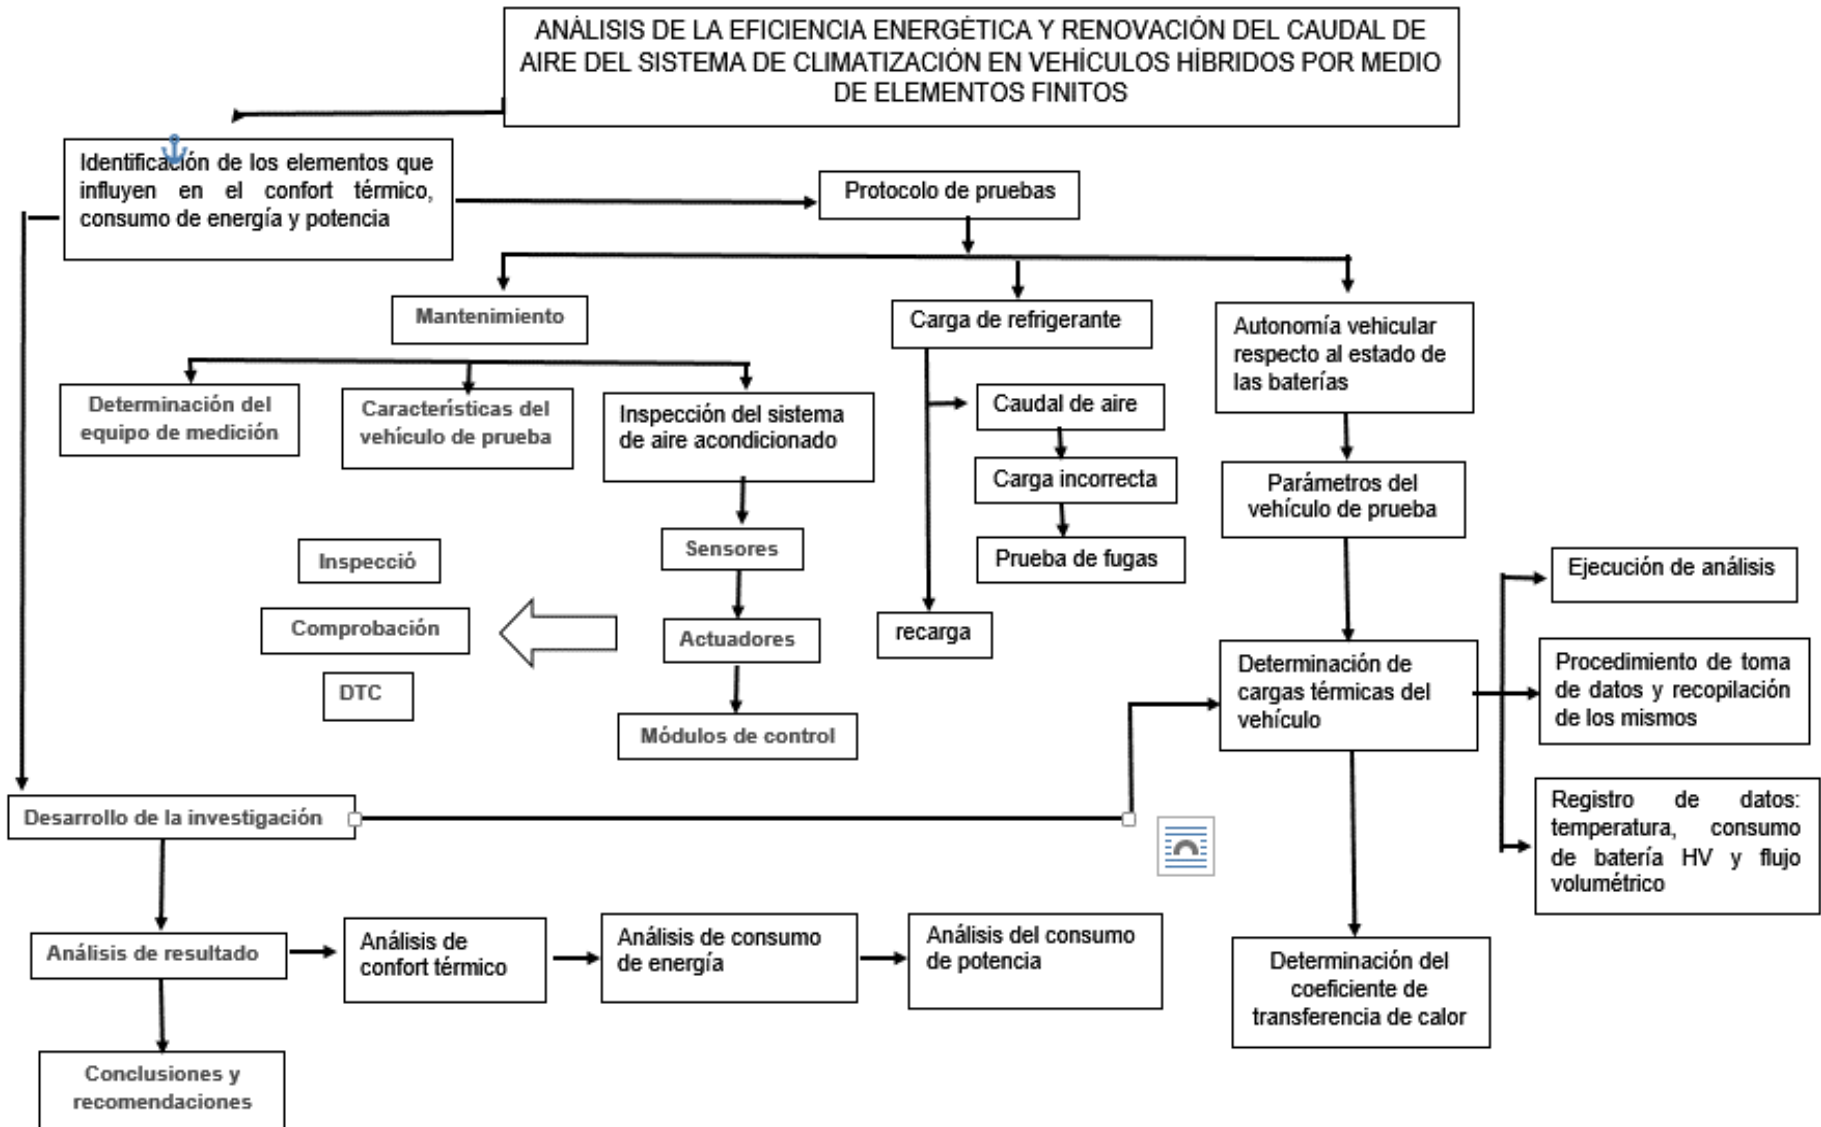 ANÁLISIS DE LA EFICIENCIA ENERGÉTICA Y RENOVACIÓN DEL CAUDAL DE
AIRE DEL SISTEMA DE CLIMATIZACIÓN EN VEHÍCULOS HÍBRIDOS POR MEDIO
DE ELEMENTOS FINITOS
Identificación de los elementos que
influyen en el confort térmico,
consumo de energía y potencia
Protocolo de pruebas
Mantenimiento
Carga de refrigerante
Autonomía vehicular
respecto al estado de
las baterías
Determinación del
equipo de medición
Características del
vehículo de prueba
Inspección del sistema
de aire acondicionado
Caudal de aire
Carga incorrecta
Prueba de fugas
recarga
Parámetros del
vehículo de prueba
Sensores
Actuadores
Módulos de control
Inspecció
Comprobación
DTC
Determinación de
cargas térmicas del
vehículo
Ejecución de análisis
Procedimiento de toma
de datos y recopilación
de los mismos
Registro de datos:
temperatura, consumo
de batería HV y flujo
volumétrico
Desarrollo de la investigación
Análisis de resultado
Análisis de
confort térmico
Análisis de consumo
de energía
Análisis del consumo
de potencia
Determinación del
coeficiente de
transferencia de calor
Conclusiones y
recomendaciones